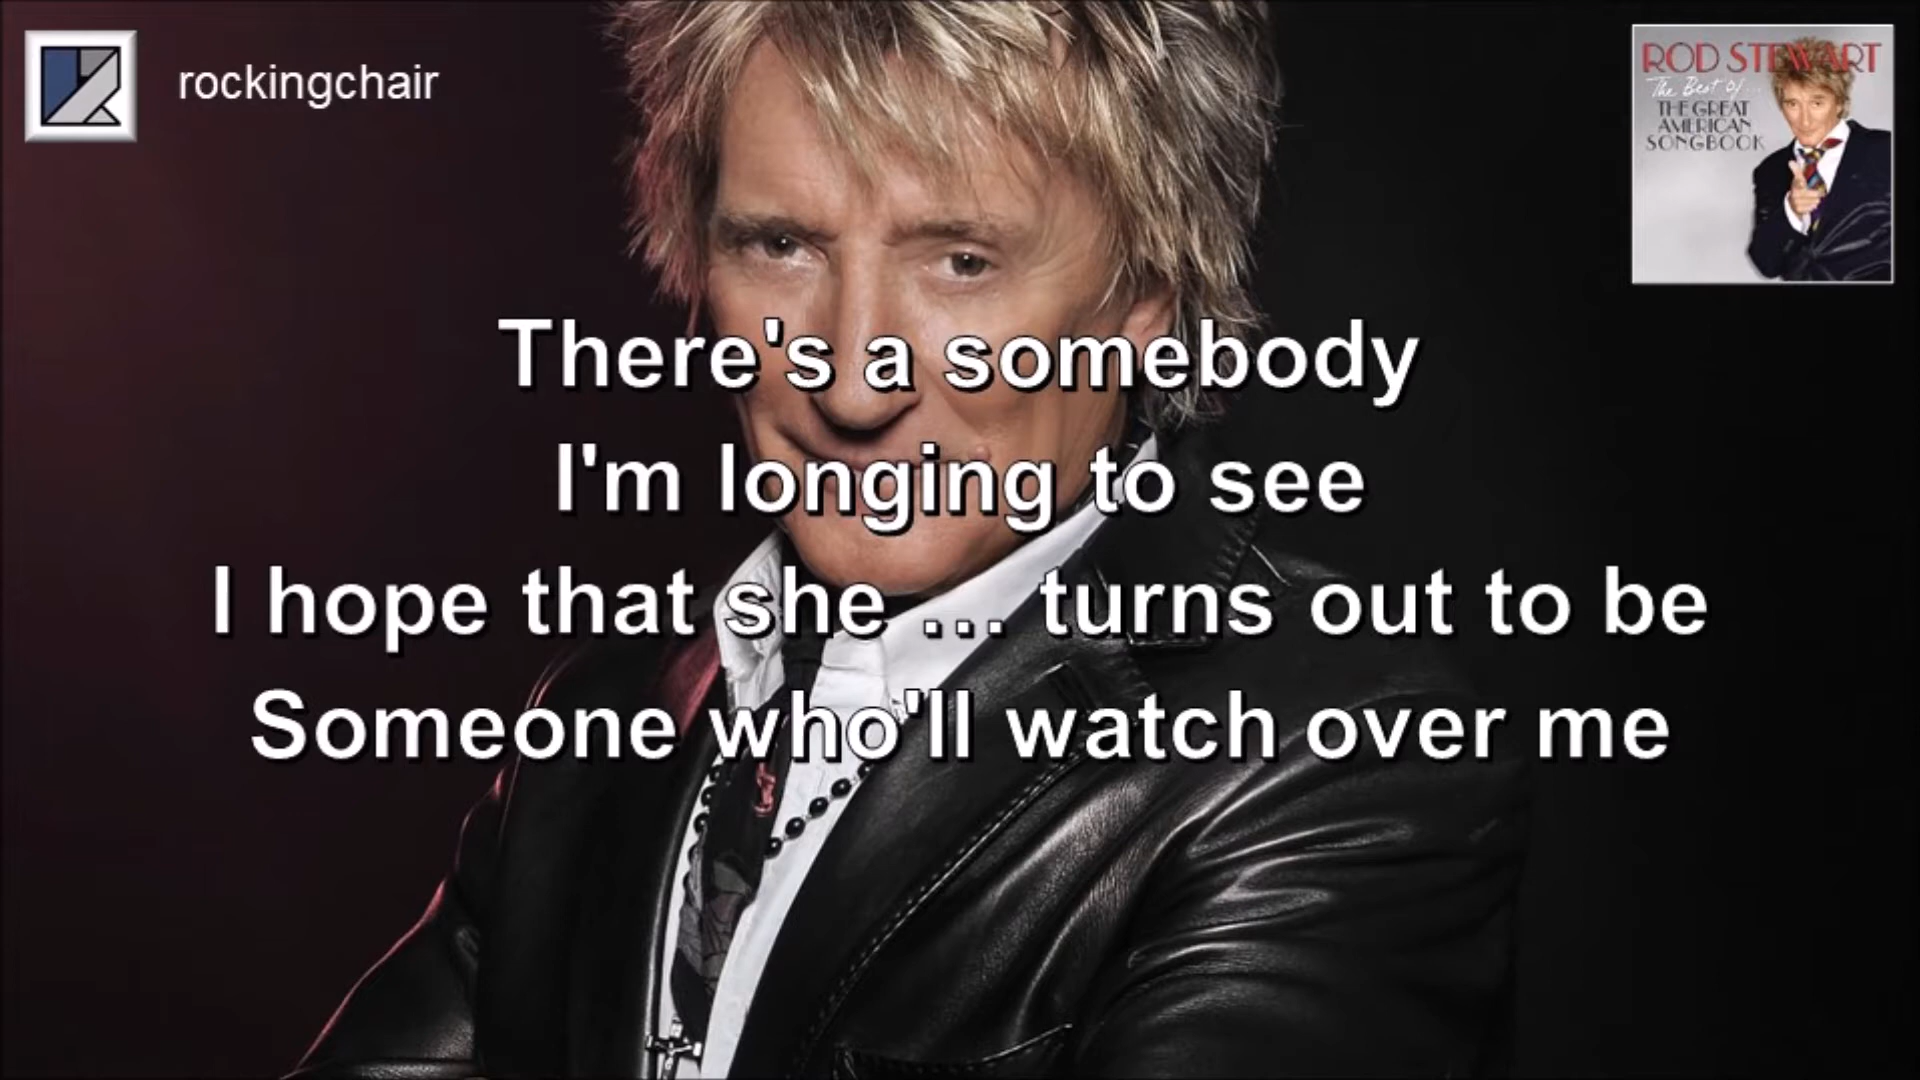 rockingchair
ROD STEWART
The Best of...
THE GREAT
AMERICAN
SONGBOOK
There's a somebody
I'm longing to see
I hope that she ... turns out to be
Someone who'll watch over me